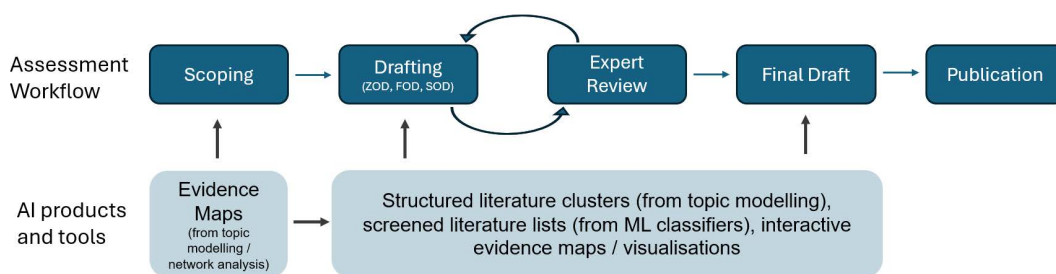 Assessment
Workflow
Scoping
Drafting
(ZOD, FOD, SOD)
Expert
Review
Final Draft
Publication
AI products
and tools
Evidence
Maps
(from topic
modelling /
network analysis)
Structured literature clusters (from topic modelling),
screened literature lists (from ML classifiers), interactive
evidence maps / visualisations